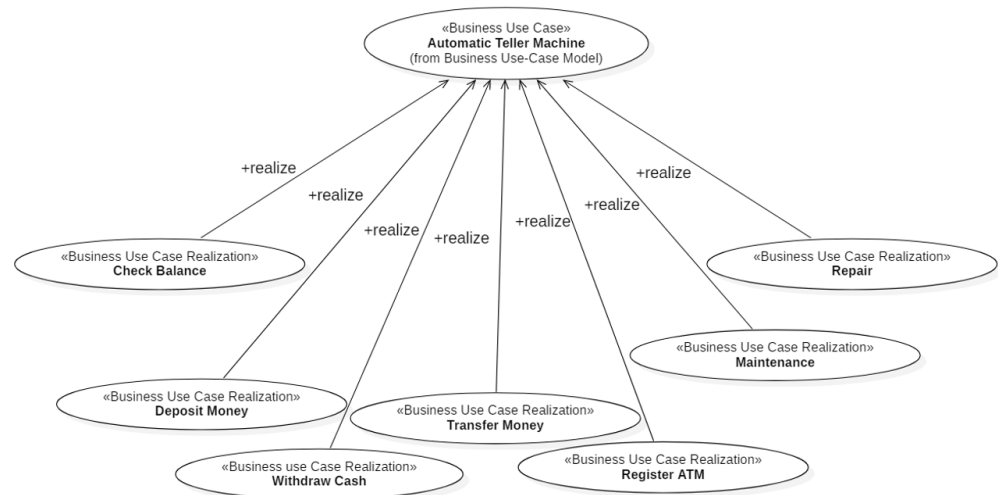 «Business Use Case»
Automatic Teller Machine
(from Business Use-Case Model)
+realize
+realize
+realize
+realize
+realize
+realize
+realize
«Business Use Case Realization»
Check Balance
«Business Use Case Realization»
Repair
«Business Use Case Realization»
Maintenance
«Business Use Case Realization»
Deposit Money
«Business Use Case Realization»
Transfer Money
«Business use Case Realization»
Withdraw Cash
«Business Use Case Realization»
Register ATM